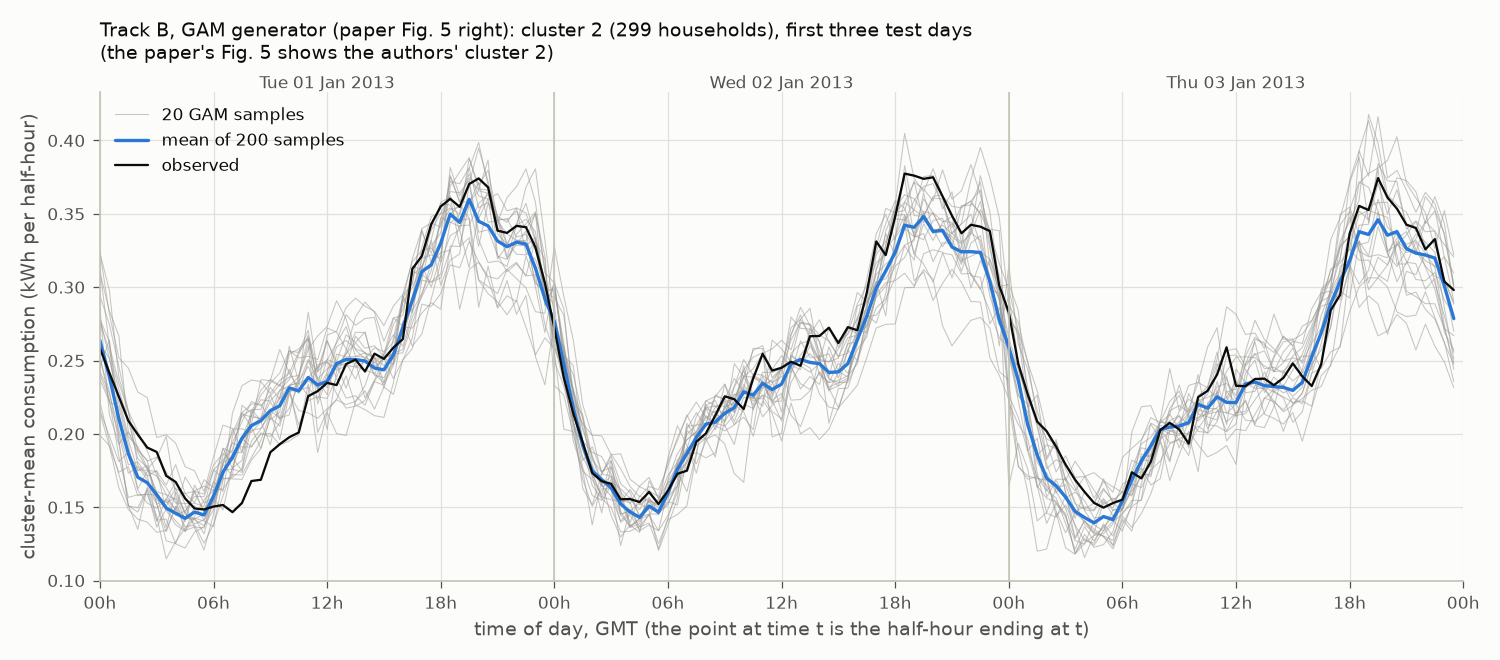 Track B, GAM generator (paper Fig. 5 right): cluster 2 (299 households), first three test days
(the paper's Fig. 5 shows the authors' cluster 2)
Tue 01 Jan 2013
Wed 02 Jan 2013
Thu 03 Jan 2013
20 GAM samples
mean of 200 samples
observed
cluster-mean consumption (kWh per half-hour)
0.40
0.35
0.30
0.25
0.20
0.15
0.10
00h 06h 12h 18h 00h 06h 12h 18h 00h 06h 12h 18h 00h
time of day, GMT (the point at time t is the half-hour ending at t)